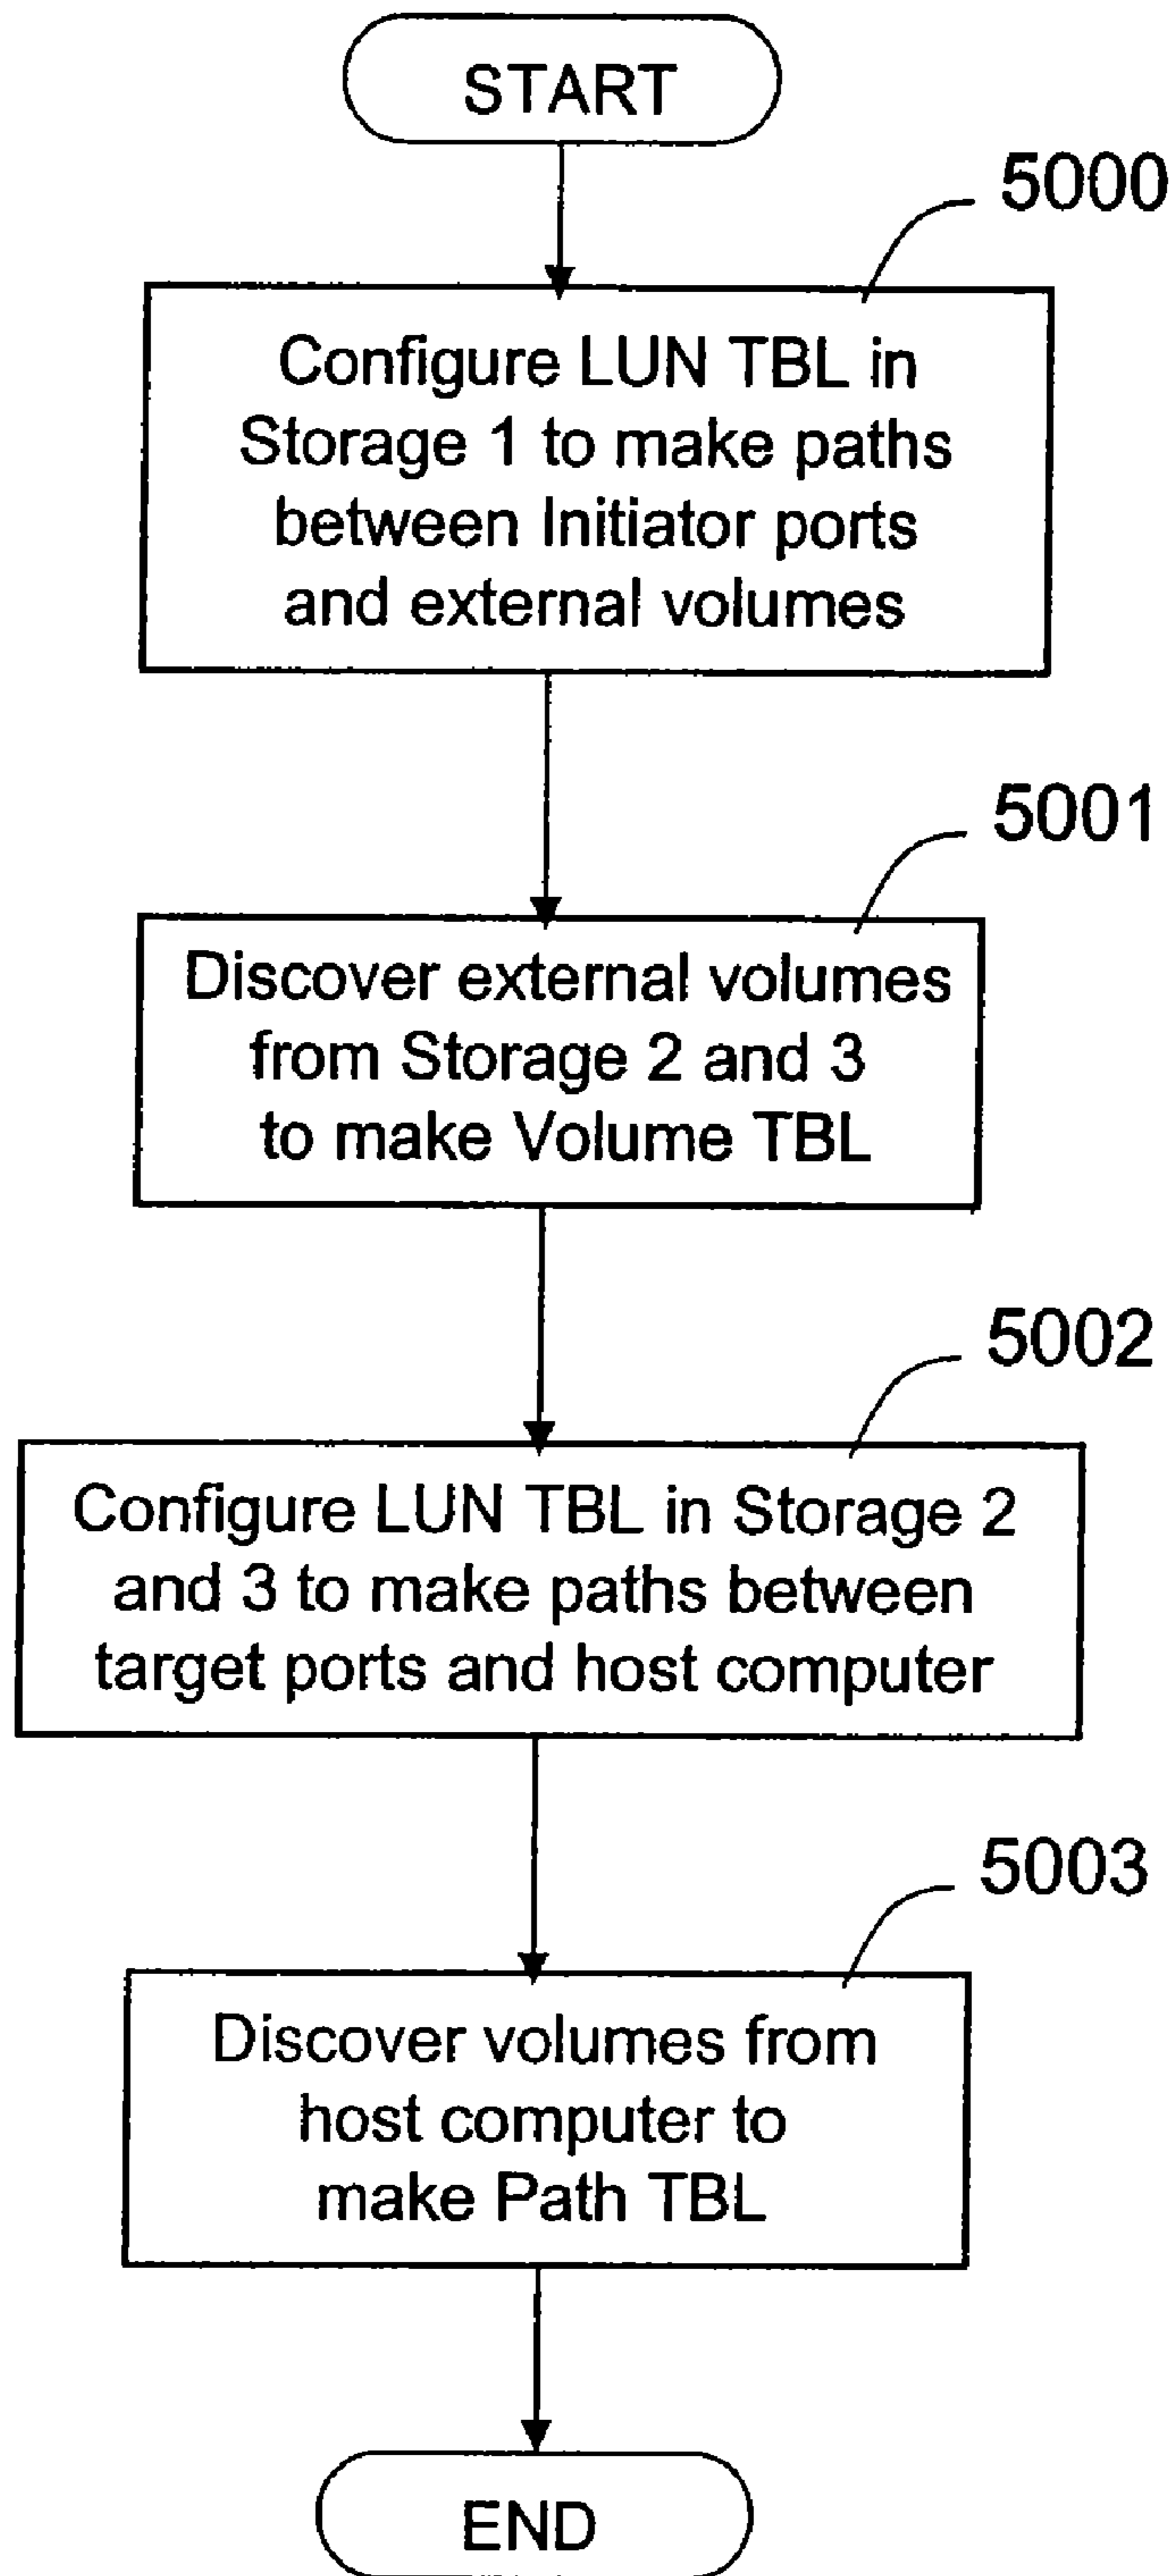 START
5000
Configure LUN TBL in
Storage 1 to make paths
between Initiator ports
and external volumes
5001
Discover external volumes
from Storage 2 and 3
to make Volume TBL
5002
Configure LUN TBL in Storage 2
and 3 to make paths between
target ports and host computer
5003
Discover volumes from
host computer to
make Path TBL
END